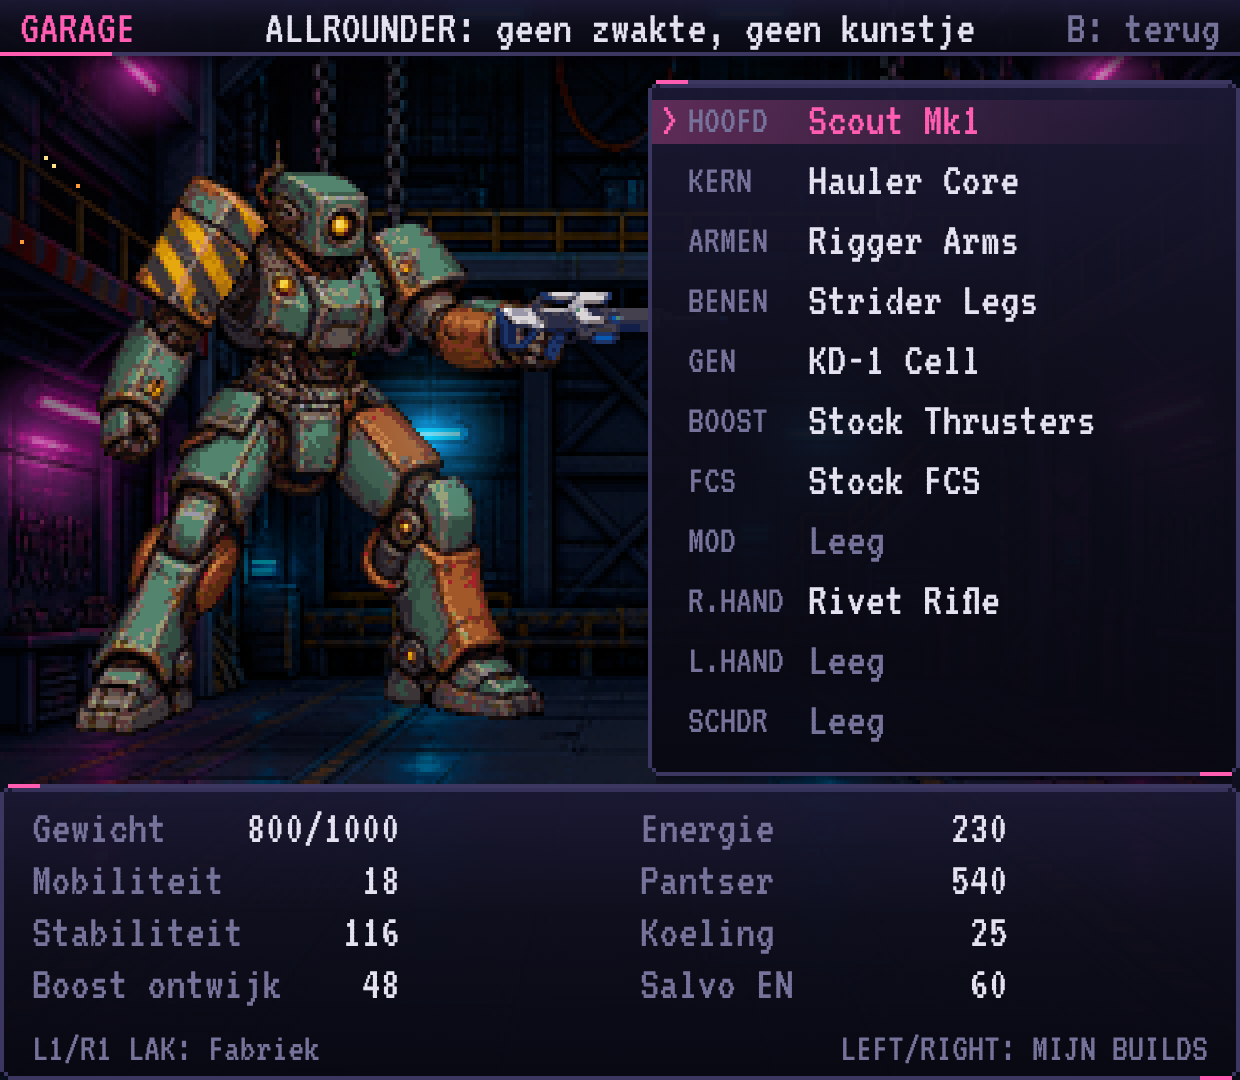 GARAGE ALLROUNDER: geen zwakte, geen kunstje B: terug
HOOFD Scout Mk1
KERN Hauler Core
ARMEN Rigger Arms
BENEN Strider Legs
GEN KD-1 Cell
BOOST Stock Thrusters
FCS Stock FCS
MOD Leeg
R.HAND Rivet Rifle
L.HAND Leeg
SCHDR Leeg
Gewicht 800/1000 Energie 230
Mobiliteit 18 Pantser 540
Stabiliteit 116 Koeling 25
Boost ontwijk 48 Salvo EN 60
L1/R1 LAK: Fabriek LEFT/RIGHT: MIJN BUILDS